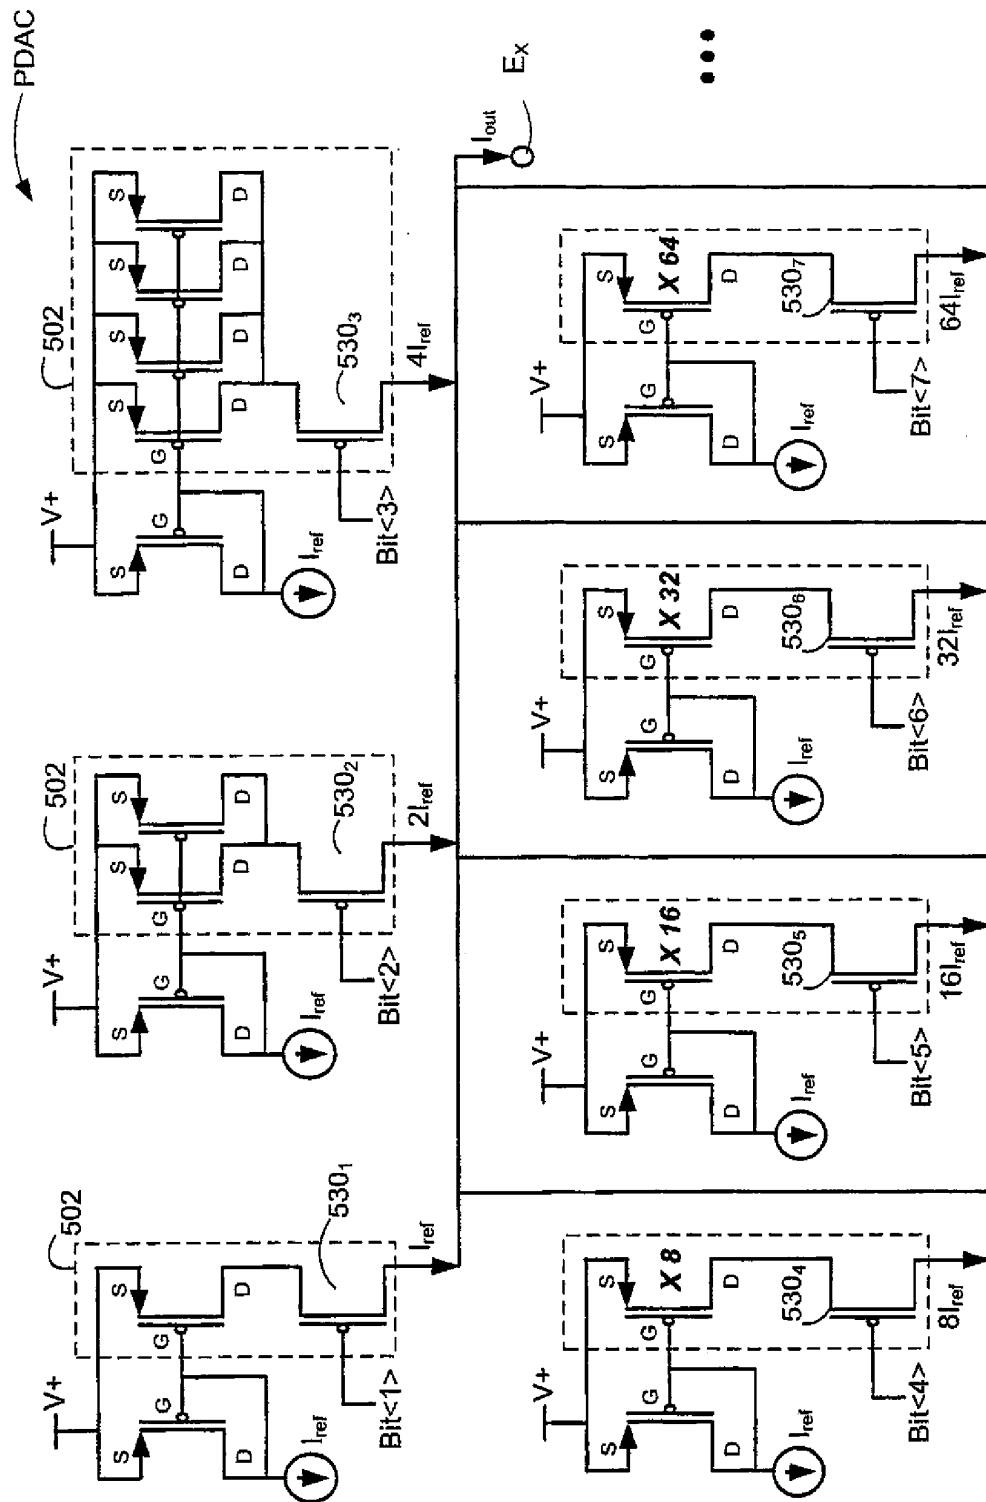 PDAC
V+
502
S
S
G
G
D
D
I_ref
530₁
Bit<1>
I_ref
V+
502
S
S
S
G
G
D
D
D
I_ref
530₂
Bit<2>
2I_ref
V+
502
S
S
S
S
S
G
G
D
D
D
D
D
I_ref
530₃
Bit<3>
4I_ref
I_out
E_x
V+
S
S
G
G
X 8
D
D
I_ref
530₄
Bit<4>
8I_ref
V+
S
S
G
G
X 16
D
D
I_ref
530₅
Bit<5>
16I_ref
V+
S
S
G
G
X 32
D
D
I_ref
530₆
Bit<6>
32I_ref
V+
S
S
G
G
X 64
D
D
I_ref
530₇
Bit<7>
64I_ref
•••